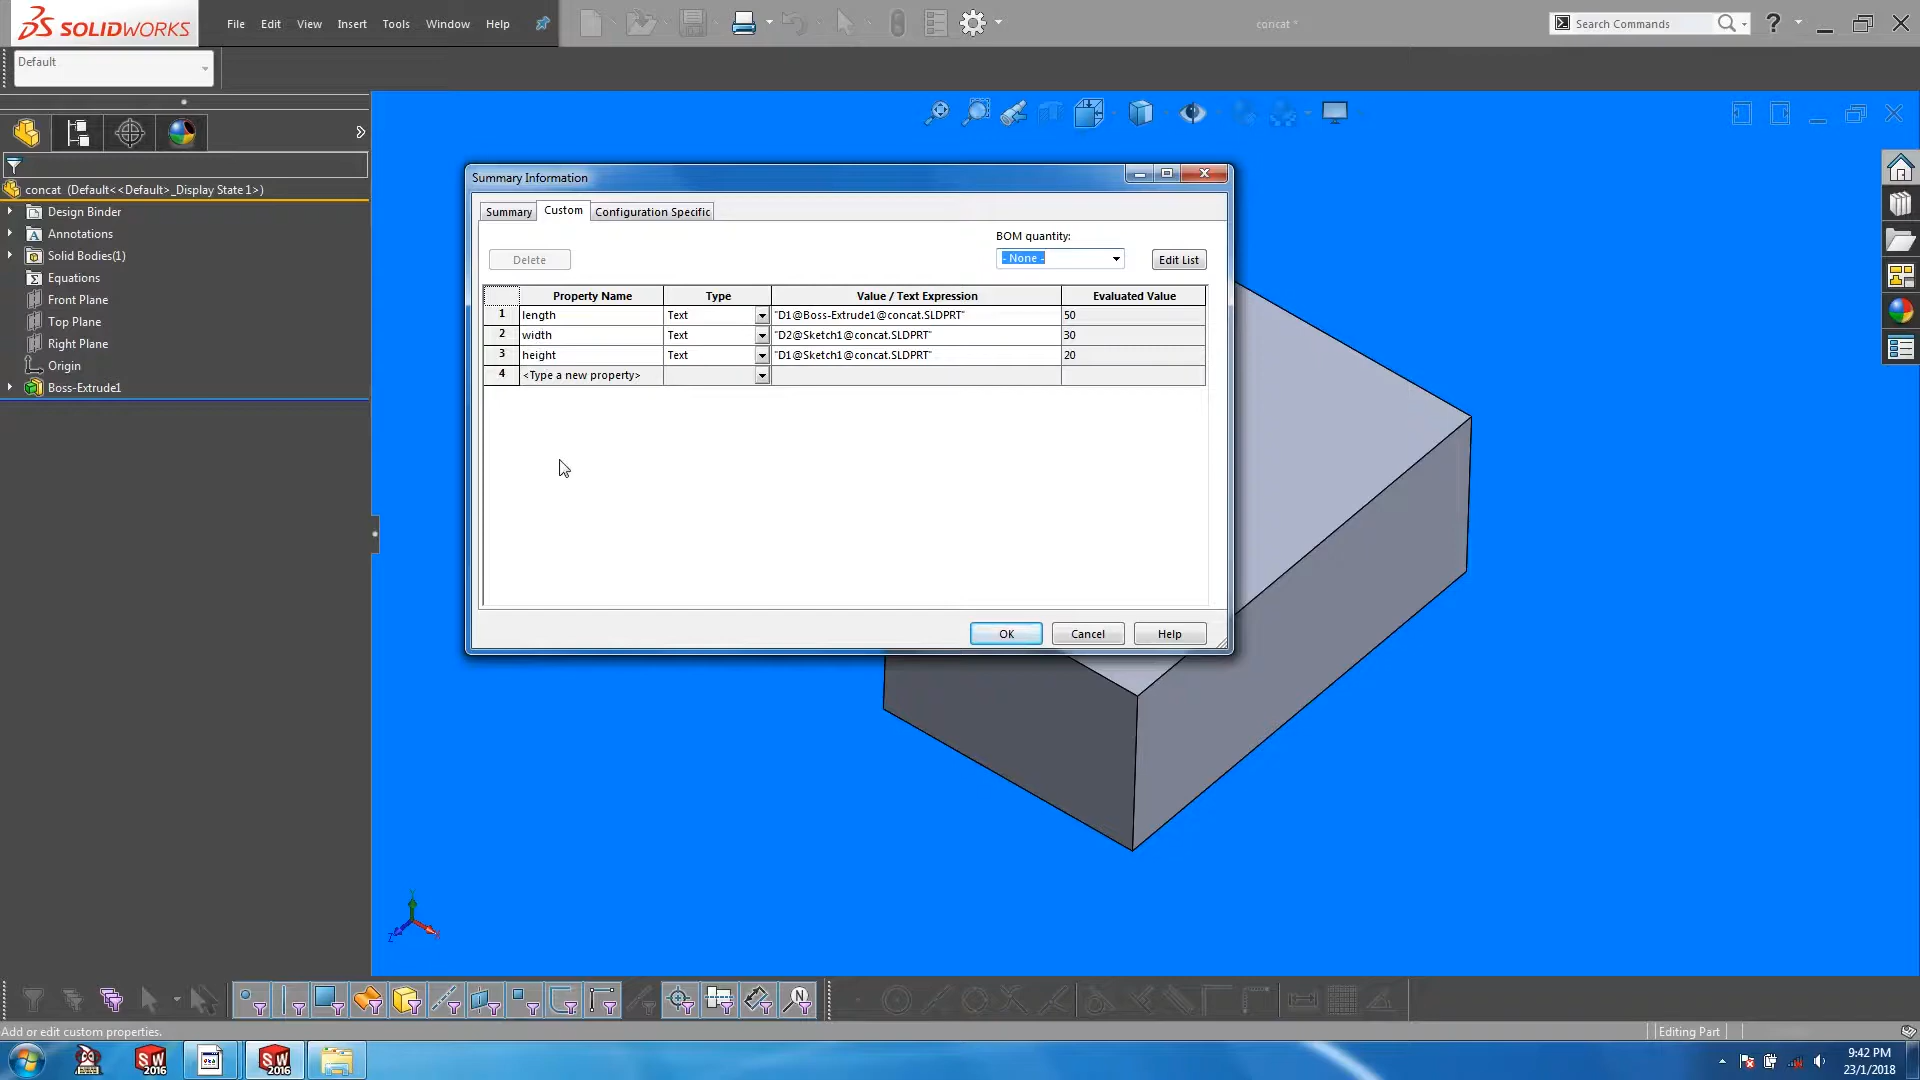 SOLIDWORKS
File Edit View Insert Tools Window Help
concat *
Search Commands
?
Default
concat (Default<<Default>_Display State 1>)
Design Binder
Annotations
Solid Bodies(1)
Equations
Front Plane
Top Plane
Right Plane
Origin
Boss-Extrude1
Summary Information
Summary Custom Configuration Specific
BOM quantity:
Delete - None - Edit List
Property Name Type Value / Text Expression Evaluated Value
1 length Text "D1@Boss-Extrude1@concat.SLDPRT" 50
2 width Text "D2@Sketch1@concat.SLDPRT" 30
3 height Text "D1@Sketch1@concat.SLDPRT" 20
4 <Type a new property>
OK Cancel Help
Add or edit custom properties.
Editing Part
SW 2016
SW 2016
9:42 PM
23/1/2018